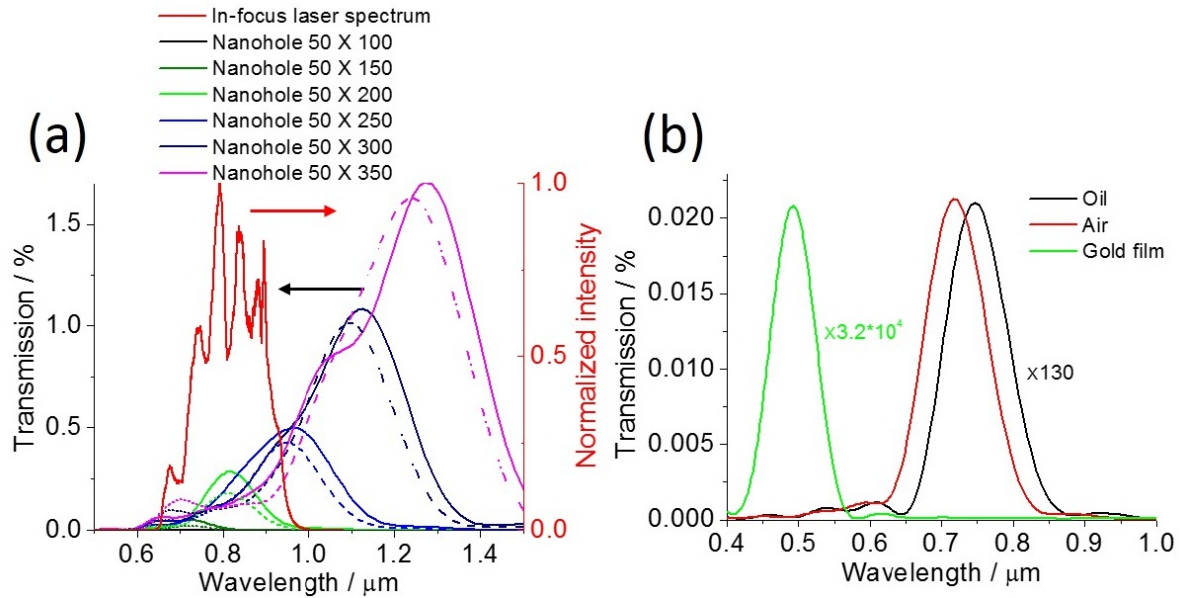 In-focus laser spectrum
Nanohole 50 X 100
Nanohole 50 X 150
Nanohole 50 X 200
Nanohole 50 X 250
Nanohole 50 X 300
Nanohole 50 X 350
(a)
1.5
1.0
0.5
0.0
Transmission / %
0.6 0.8 1.0 1.2 1.4
Wavelength / μm
1.0
0.5
0.0
Normalized intensity
(b)
Oil
Air
Gold film
x3.2*10⁴
x130
0.020
0.015
0.010
0.005
0.000
Transmission / %
0.4 0.5 0.6 0.7 0.8 0.9 1.0
Wavelength / μm